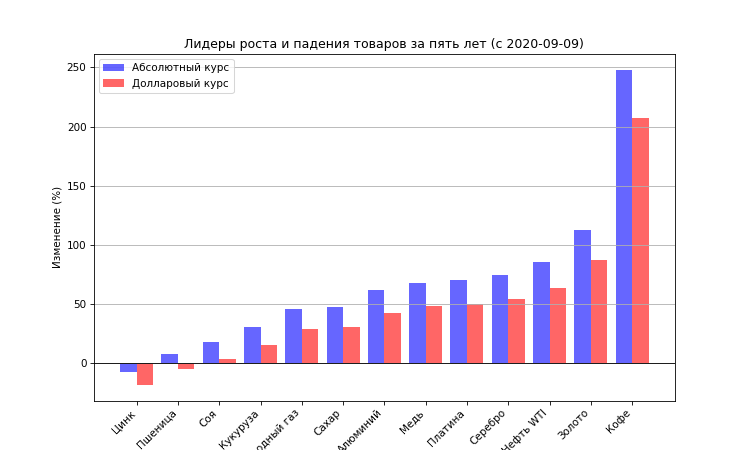 Лидеры роста и падения товаров за пять лет (с 2020-09-09)
Абсолютный курс
Долларовый курс
Изменение (%)
250
200
150
100
50
0
Цинк
Пшеница
Соя
Кукуруза
одный газ
Сахар
Алюминий
Медь
Платина
Серебро
Нефть WTI
Золото
Кофе